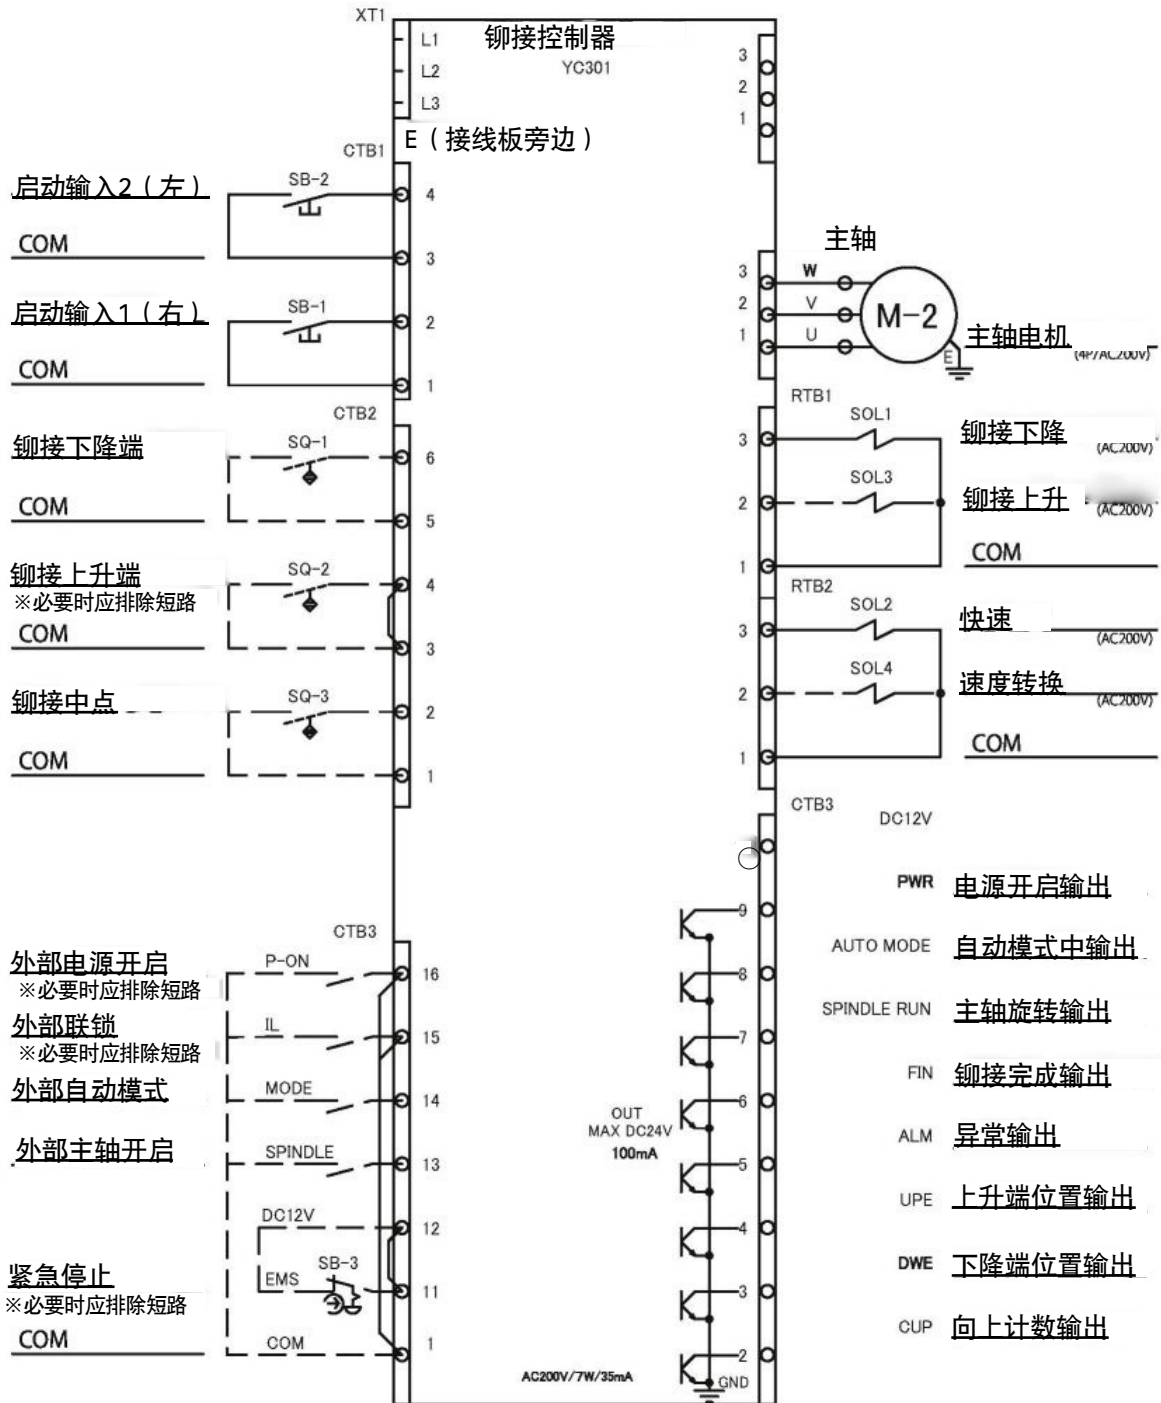 XT1
L1
L2
L3
铆接控制器
YC301
E（接线板旁边）
3
2
1
CTB1
启动输入2（左）
SB-2
4
COM
3
启动输入1（右）
SB-1
2
COM
1
CTB2
铆接下降端
SQ-1
6
COM
5
铆接上升端
SQ-2
4
※必要时应排除短路
COM
3
铆接中点
SQ-3
2
COM
1
CTB3
外部电源开启
P-ON
16
※必要时应排除短路
外部联锁
IL
15
※必要时应排除短路
外部自动模式
MODE
14
外部主轴开启
SPINDLE
13
DC12V
12
紧急停止
EMS
SB-3
11
※必要时应排除短路
COM
COM
1
主轴
3
W
2
V
1
U
M-2
E
主轴电机
(4P/AC200V)
RTB1
3
SOL1
铆接下降
(AC200V)
2
SOL3
铆接上升
(AC200V)
1
COM
RTB2
3
SOL2
快速
(AC200V)
2
SOL4
速度转换
(AC200V)
1
COM
CTB3
DC12V
9
PWR
电源开启输出
8
AUTO MODE
自动模式中输出
7
SPINDLE RUN
主轴旋转输出
6
FIN
铆接完成输出
OUT
MAX DC24V
100mA
5
ALM
异常输出
4
UPE
上升端位置输出
3
DWE
下降端位置输出
2
CUP
向上计数输出
GND
AC200V/7W/35mA